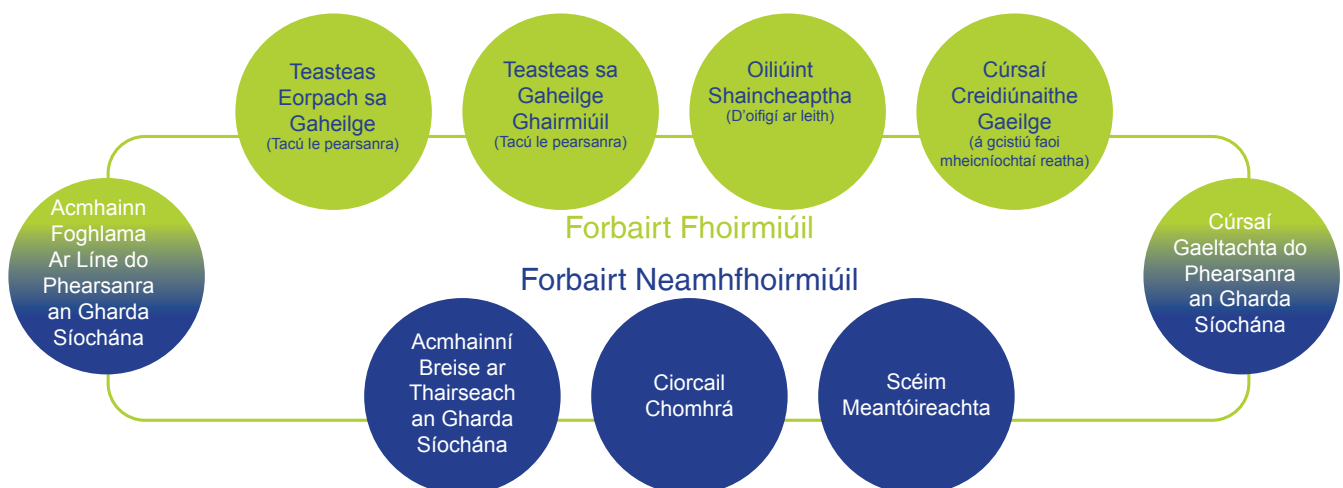 Teasteas
Eorpach sa
Gaheilge
(Tacú le pearsanra)
Teasteas sa
Gaheilge
Ghairmiúil
(Tacú le pearsanra)
Oiliúint
Shaincheaptha
(D'oifigí ar leith)
Cúrsaí
Creidiúnaithe
Gaeilge
(á gcistiú faoi
mheicníochtaí reatha)
Acmhainn
Foghlama
Ar Líne do
Phearsanra
an Gharda
Síochána
Forbairt Fhoirmiúil
Forbairt Neamhfhoirmiúil
Cúrsaí
Gaeltachta do
Phearsanra
an Gharda
Síochána
Acmhainní
Breise ar
Thairseach
an Gharda
Síochána
Ciorcail
Chomhrá
Scéim
Meantóireachta